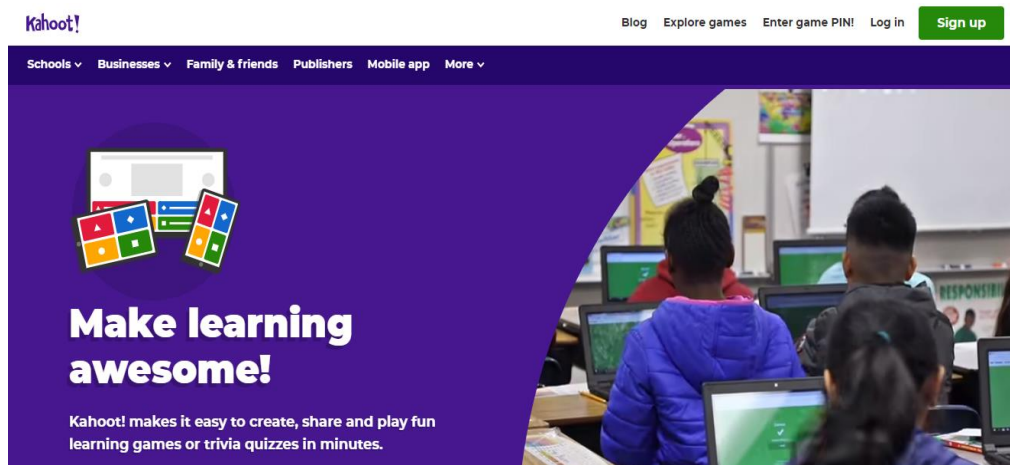 Kahoot!
Blog Explore games Enter game PIN! Log in Sign up
Schools Businesses Family & friends Publishers Mobile app More
Make learning
awesome!
Kahoot! makes it easy to create, share and play fun
learning games or trivia quizzes in minutes.